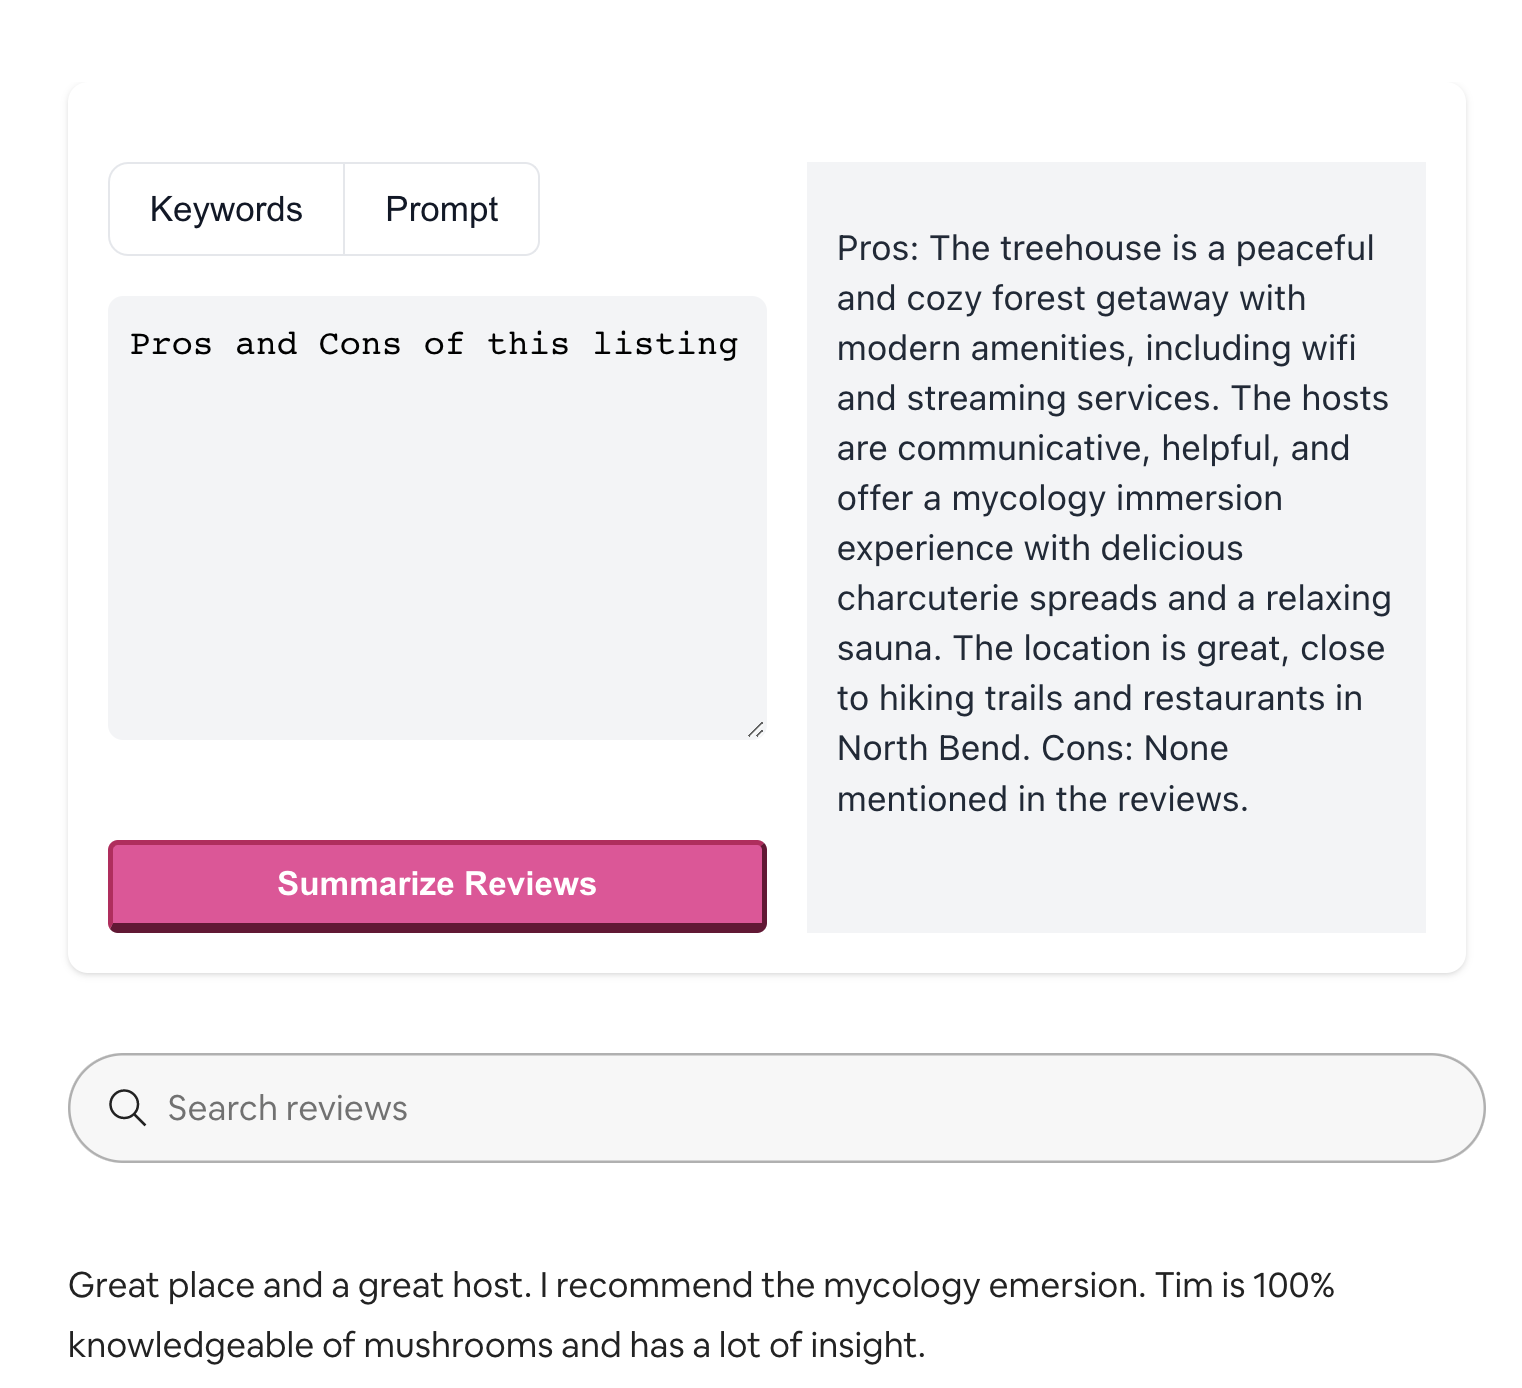 Keywords
Prompt
Pros and Cons of this listing
Summarize Reviews
Pros: The treehouse is a peaceful
and cozy forest getaway with
modern amenities, including wifi
and streaming services. The hosts
are communicative, helpful, and
offer a mycology immersion
experience with delicious
charcuterie spreads and a relaxing
sauna. The location is great, close
to hiking trails and restaurants in
North Bend. Cons: None
mentioned in the reviews.
Search reviews
Great place and a great host. I recommend the mycology emersion. Tim is 100%
knowledgeable of mushrooms and has a lot of insight.